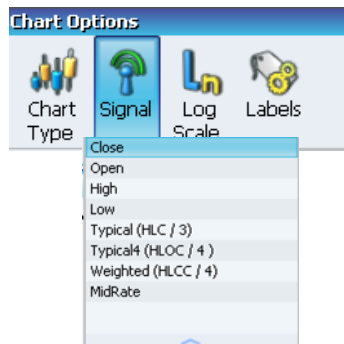 Chart Options
Ln
Chart Type
Signal
Log Scale
Labels
Close
Open
High
Low
Typical (HLC / 3)
Typical4 (HLOC / 4 )
Weighted (HLCC / 4)
MidRate